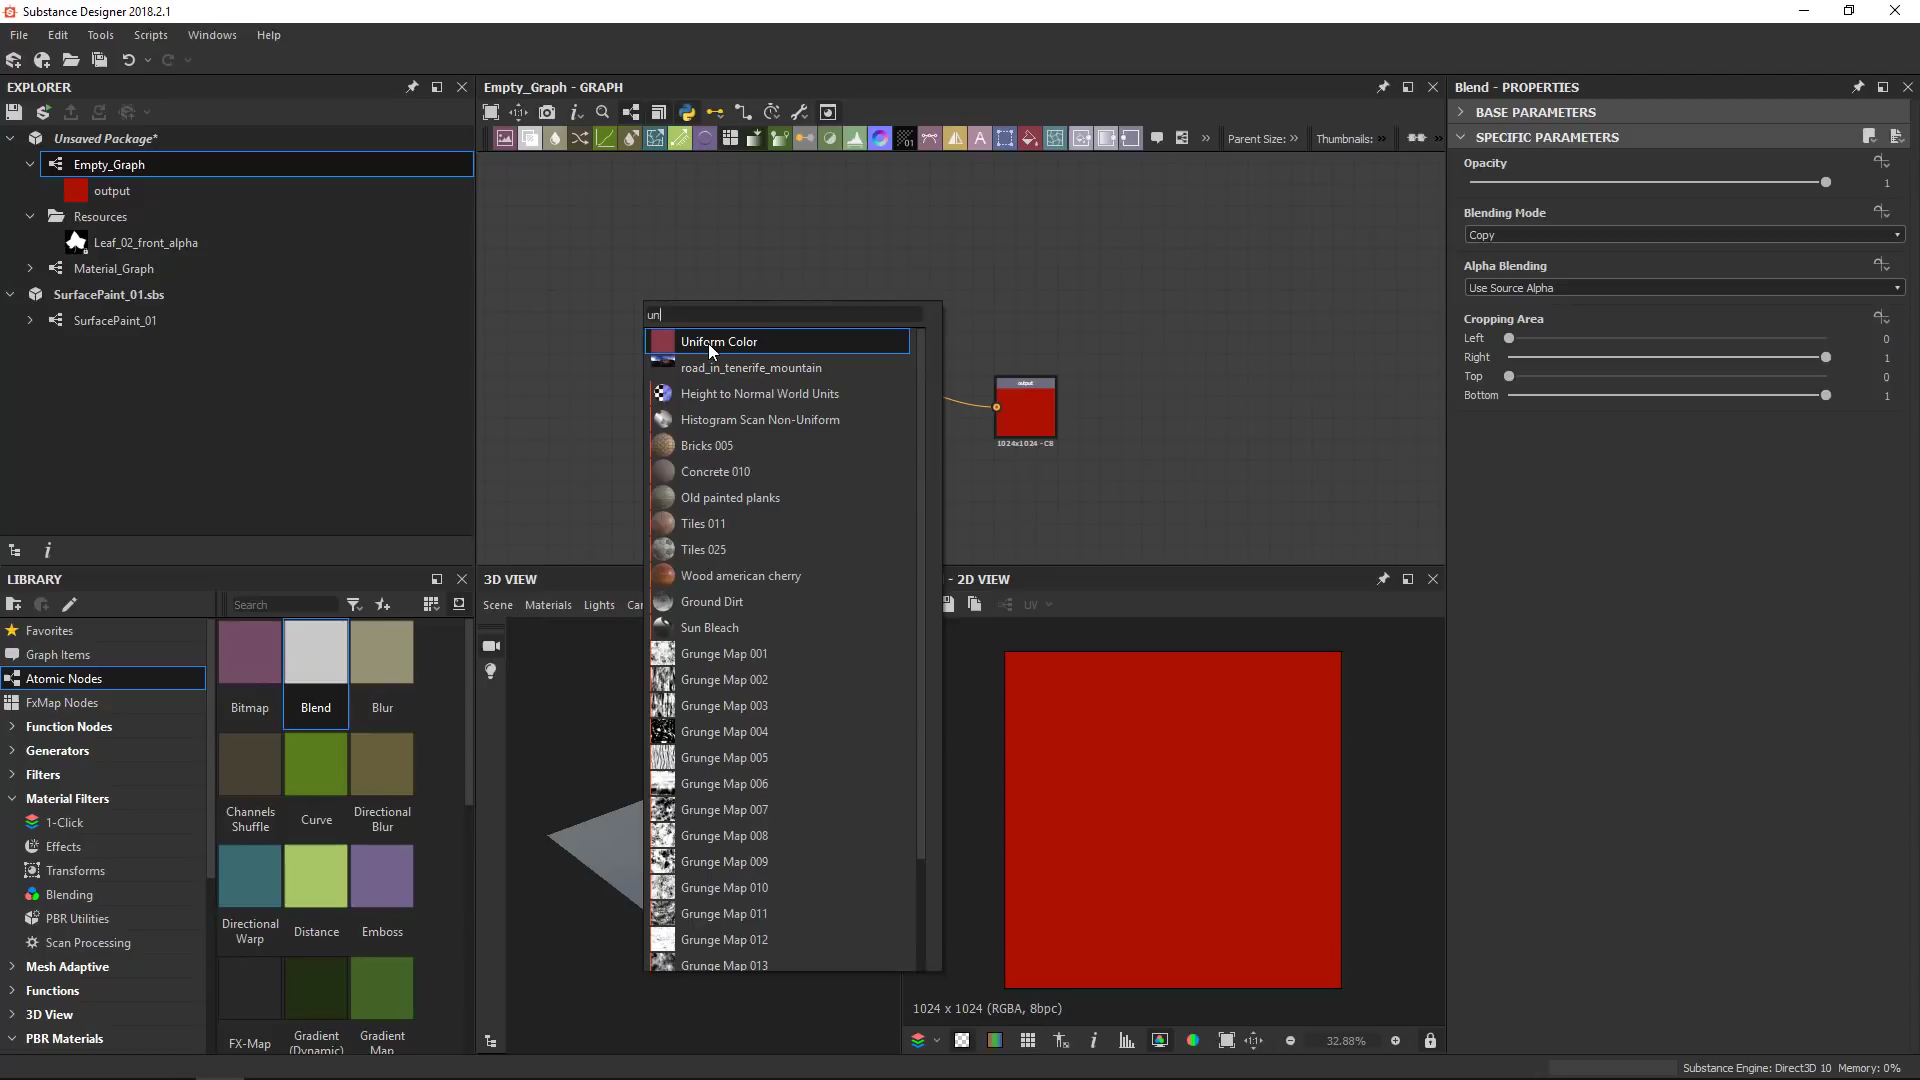 Substance Designer 2018.2.1
File Edit Tools Scripts Windows Help
EXPLORER
Unsaved Package*
Empty_Graph
output
Resources
Leaf_02_front_alpha
Material_Graph
SurfacePaint_01.sbs
SurfacePaint_01
LIBRARY
Search
Favorites
Graph Items
Atomic Nodes
FxMap Nodes
Function Nodes
Generators
Filters
Material Filters
1-Click
Effects
Transforms
Blending
PBR Utilities
Scan Processing
Mesh Adaptive
Functions
3D View
PBR Materials
Bitmap
Blend
Blur
Channels
Shuffle
Curve
Directional
Blur
Directional
Warp
Distance
Emboss
FX-Map
Gradient
(Dynamic)
Gradient
Map
Empty_Graph - GRAPH
Parent Size:
Thumbnails:
un
Uniform Color
road_in_tenerife_mountain
Height to Normal World Units
Histogram Scan Non-Uniform
Bricks 005
Concrete 010
Old painted planks
Tiles 011
Tiles 025
Wood american cherry
Ground Dirt
Sun Bleach
Grunge Map 001
Grunge Map 002
Grunge Map 003
Grunge Map 004
Grunge Map 005
Grunge Map 006
Grunge Map 007
Grunge Map 008
Grunge Map 009
Grunge Map 010
Grunge Map 011
Grunge Map 012
Grunge Map 013
output
1024x1024 - C8
3D VIEW
Scene Materials Lights
- 2D VIEW
UV
1024 x 1024 (RGBA, 8bpc)
32.88%
Blend - PROPERTIES
BASE PARAMETERS
SPECIFIC PARAMETERS
Opacity
1
Blending Mode
Copy
Alpha Blending
Use Source Alpha
Cropping Area
Left 0
Right 1
Top 0
Bottom 1
Substance Engine: Direct3D 10 Memory: 0%